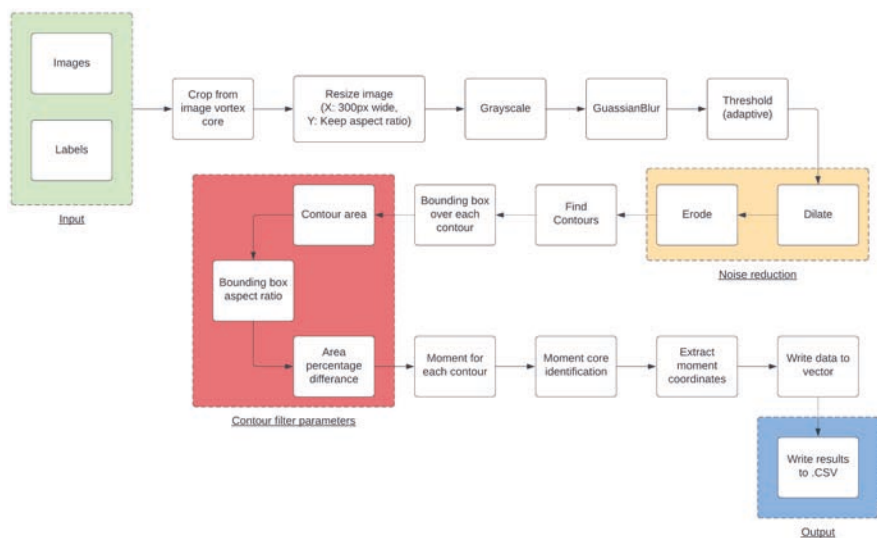 Images
Labels
Input
Crop from
image vortex
core
Resize image
(X: 300px wide,
Y: Keep aspect ratio)
Grayscale
GuassianBlur
Threshold
(adaptive)
Dilate
Erode
Noise reduction
Find
Contours
Bounding box
over each
contour
Contour area
Bounding box
aspect ratio
Area
percentage
differance
Contour filter parameters
Moment for
each contour
Moment core
identification
Extract
moment
coordinates
Write data to
vector
Write results
to .CSV
Output